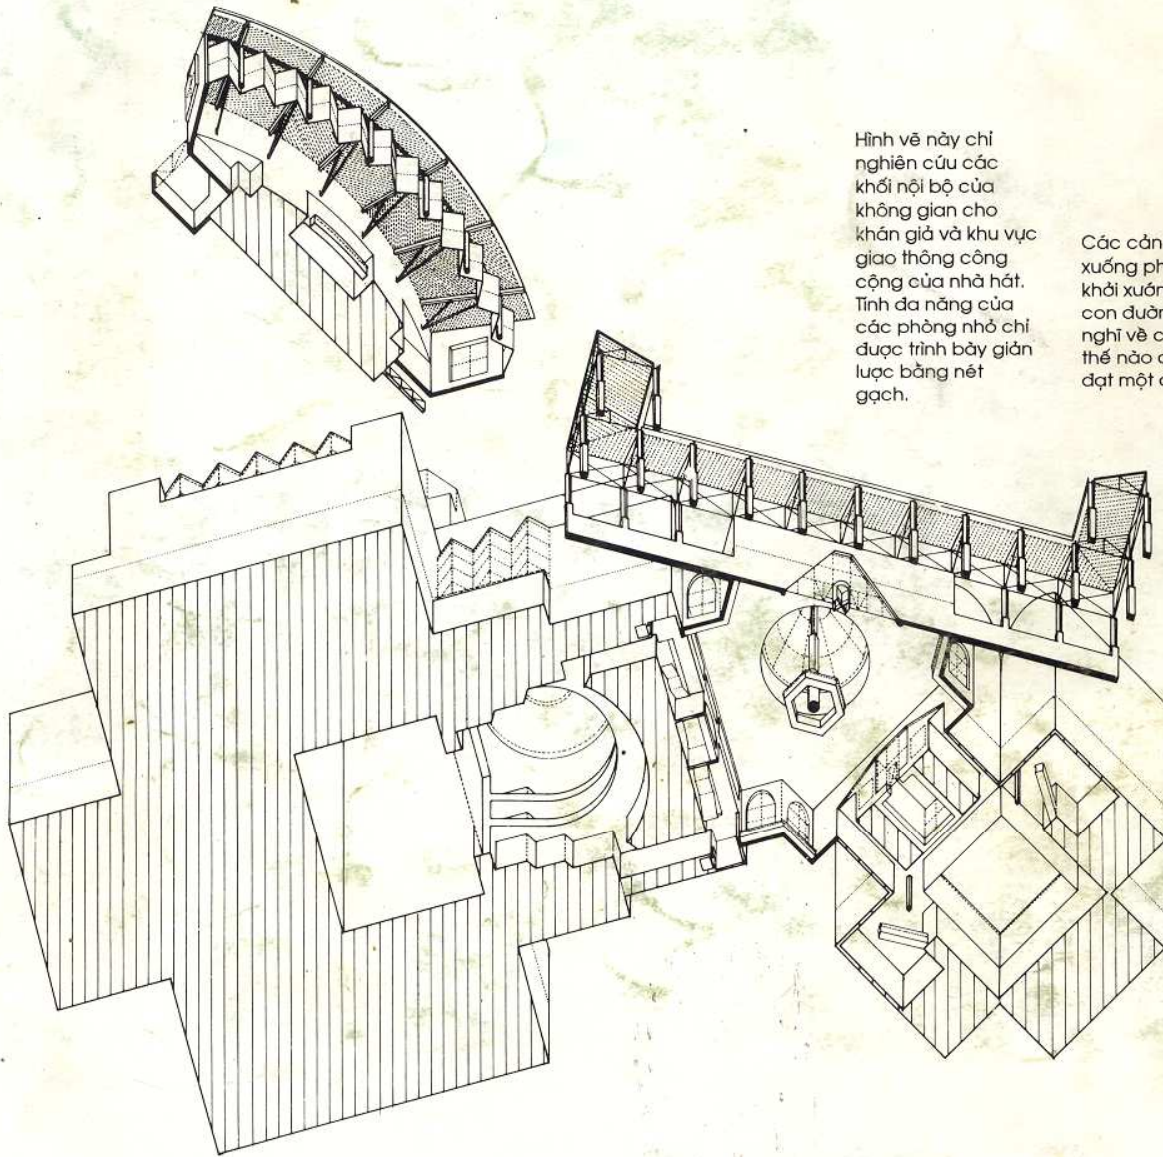 Hình vẽ này chỉ
nghiên cứu các
khối nội bộ của
không gian cho
khán giả và khu vực
giao thông công
cộng của nhà hát.
Tính đa năng của
các phòng nhỏ chỉ
được trình bày giản
lược bằng nét
gạch.
Các cản
xuống ph
khởi xướn
con đườn
nghĩ về c
thế nào
đạt một